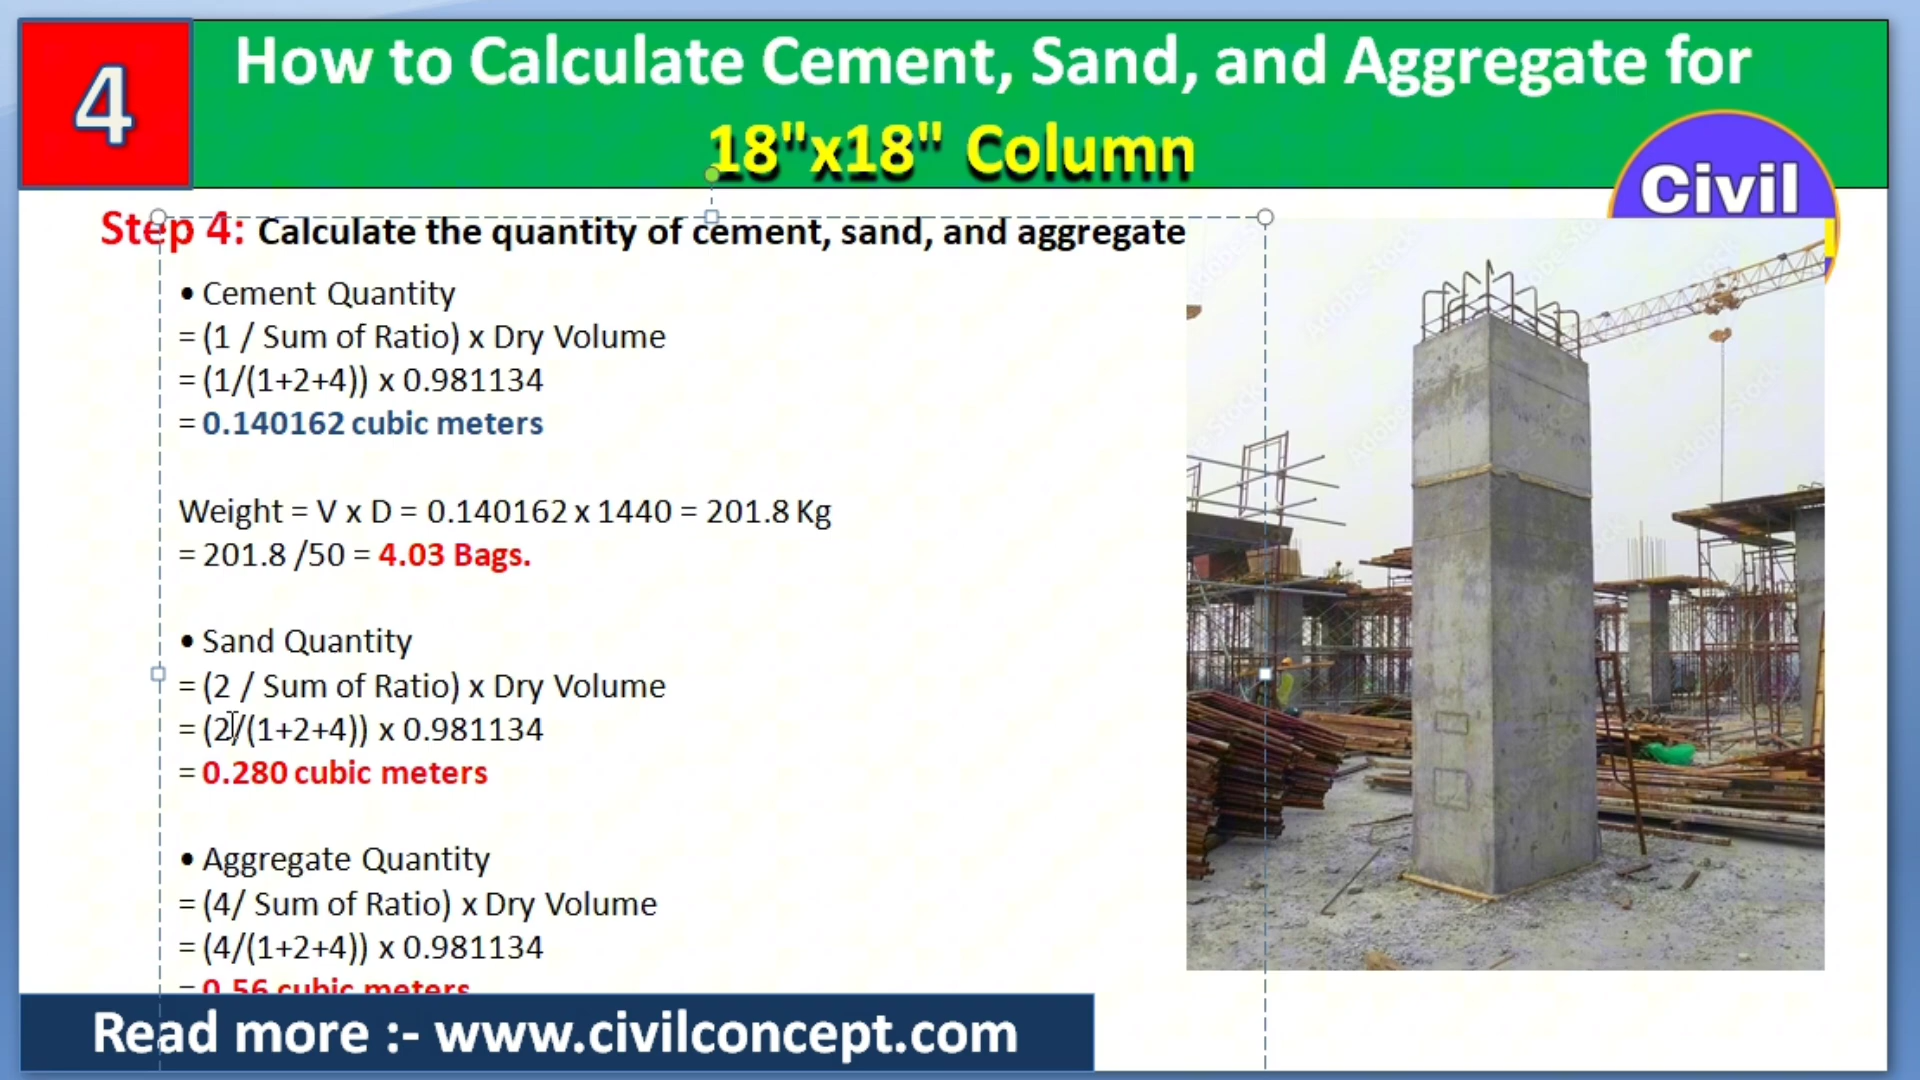 4
How to Calculate Cement, Sand, and Aggregate for
18"x18" Column
Civil
Step 4: Calculate the quantity of cement, sand, and aggregate
• Cement Quantity
= (1 / Sum of Ratio) x Dry Volume
= (1/(1+2+4)) x 0.981134
= 0.140162 cubic meters
Weight = V x D = 0.140162 x 1440 = 201.8 Kg
= 201.8 /50 = 4.03 Bags.
• Sand Quantity
= (2 / Sum of Ratio) x Dry Volume
= (2/(1+2+4)) x 0.981134
= 0.280 cubic meters
• Aggregate Quantity
= (4/ Sum of Ratio) x Dry Volume
= (4/(1+2+4)) x 0.981134
= 0.56 cubic meters
Read more :- www.civilconcept.com